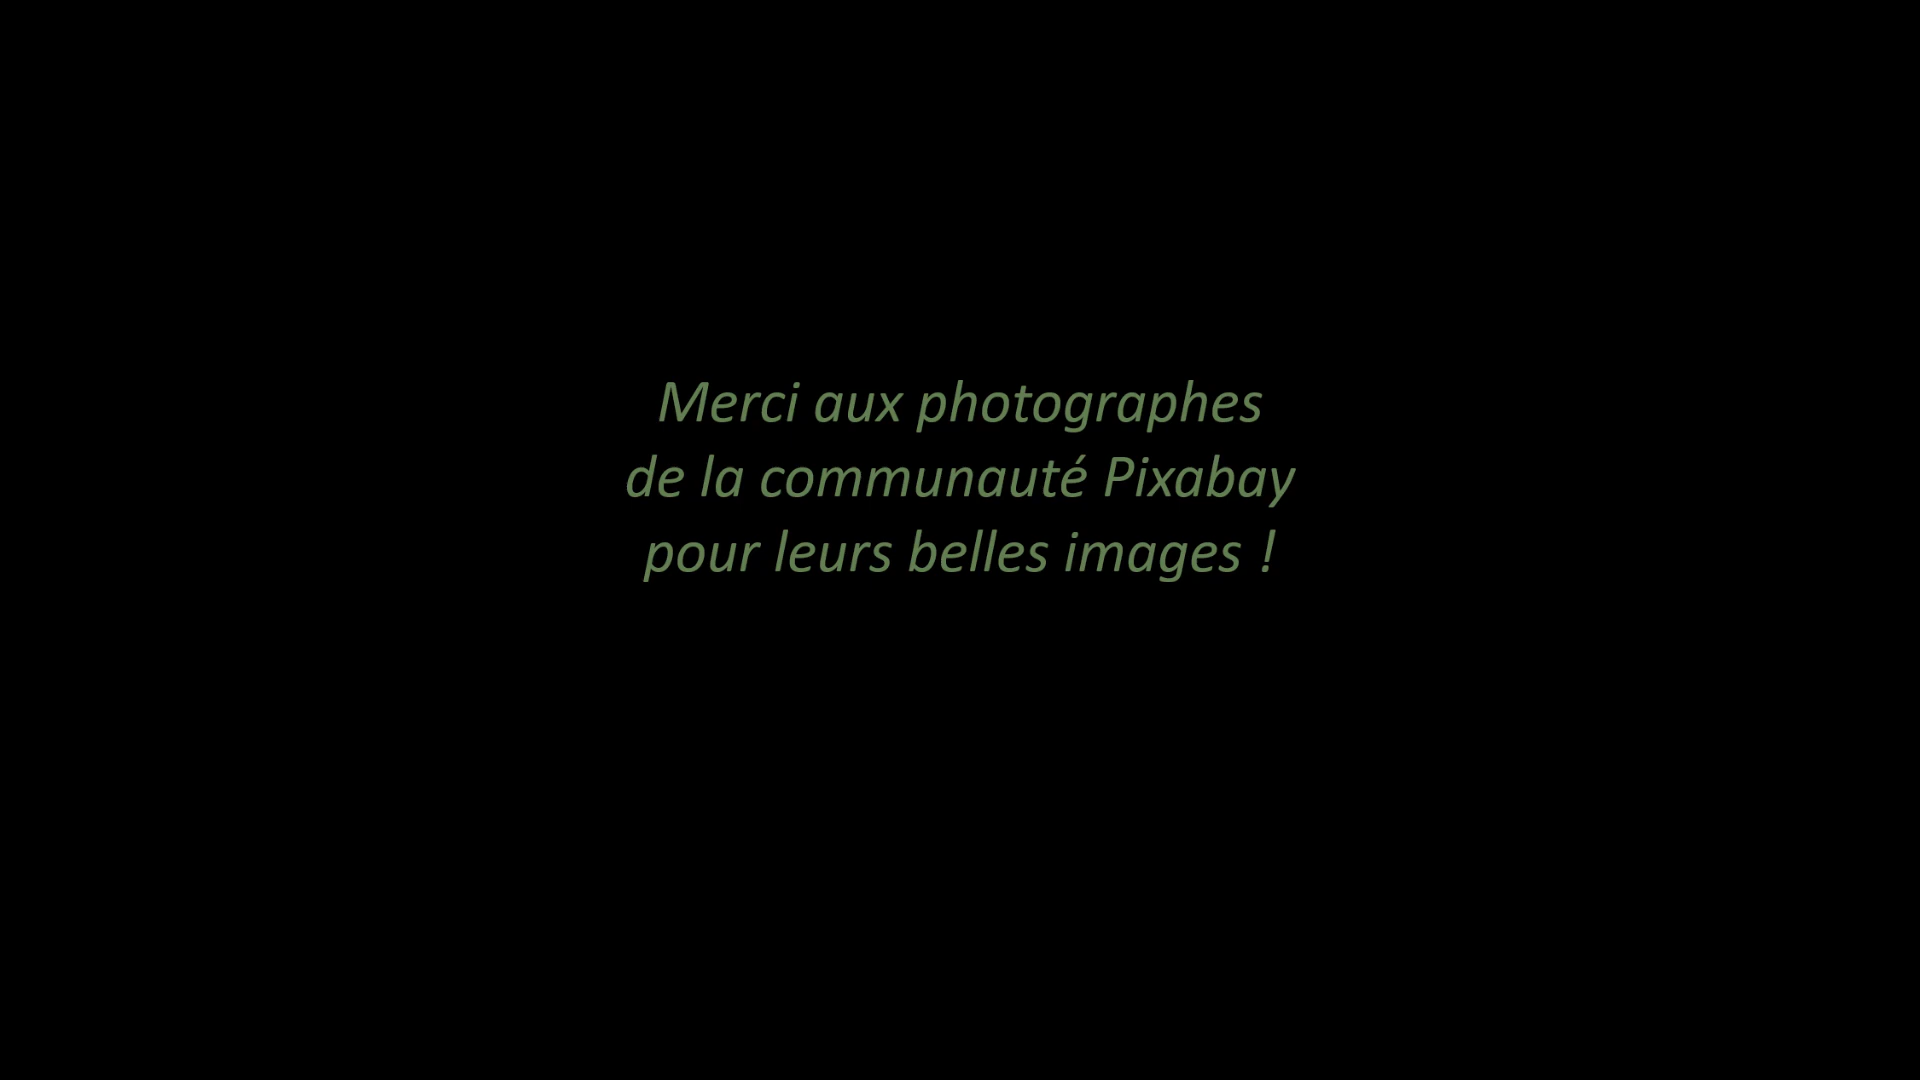 Merci aux photographes
de la communauté Pixabay
pour leurs belles images !